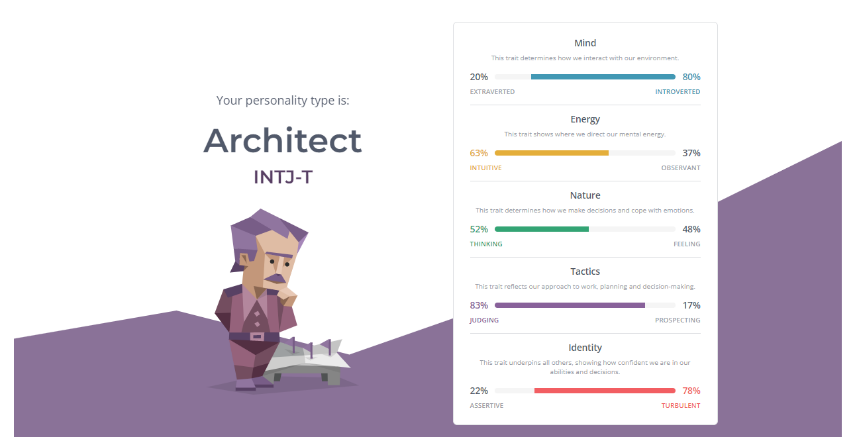 Your personality type is:
Architect
INTJ-T
Mind
This trait determines how we interact with our environment.
20% 80%
EXTRAVERTED INTROVERTED
Energy
This trait shows where we direct our mental energy.
63% 37%
INTUITIVE OBSERVANT
Nature
This trait determines how we make decisions and cope with emotions.
52% 48%
THINKING FEELING
Tactics
This trait reflects our approach to work, planning and decision-making.
83% 17%
JUDGING PROSPECTING
Identity
This trait underpins all others, showing how confident we are in our
abilities and decisions.
22% 78%
ASSERTIVE TURBULENT